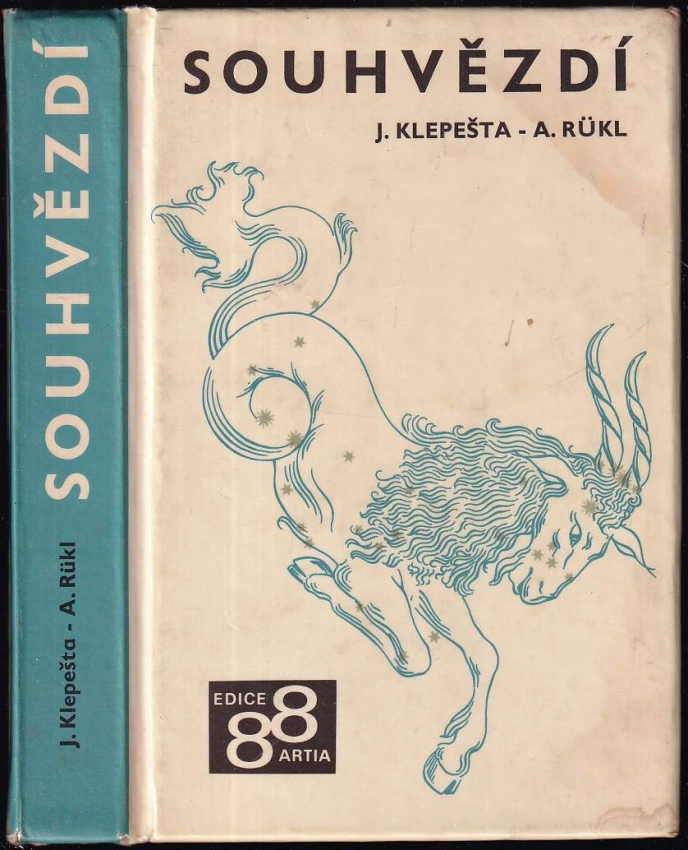 SOUHVĚZDÍ
J. Klepešta - A. Rükl
SOUHVĚZDÍ
J. KLEPEŠTA - A. RÜKL
EDICE
88
ARTIA